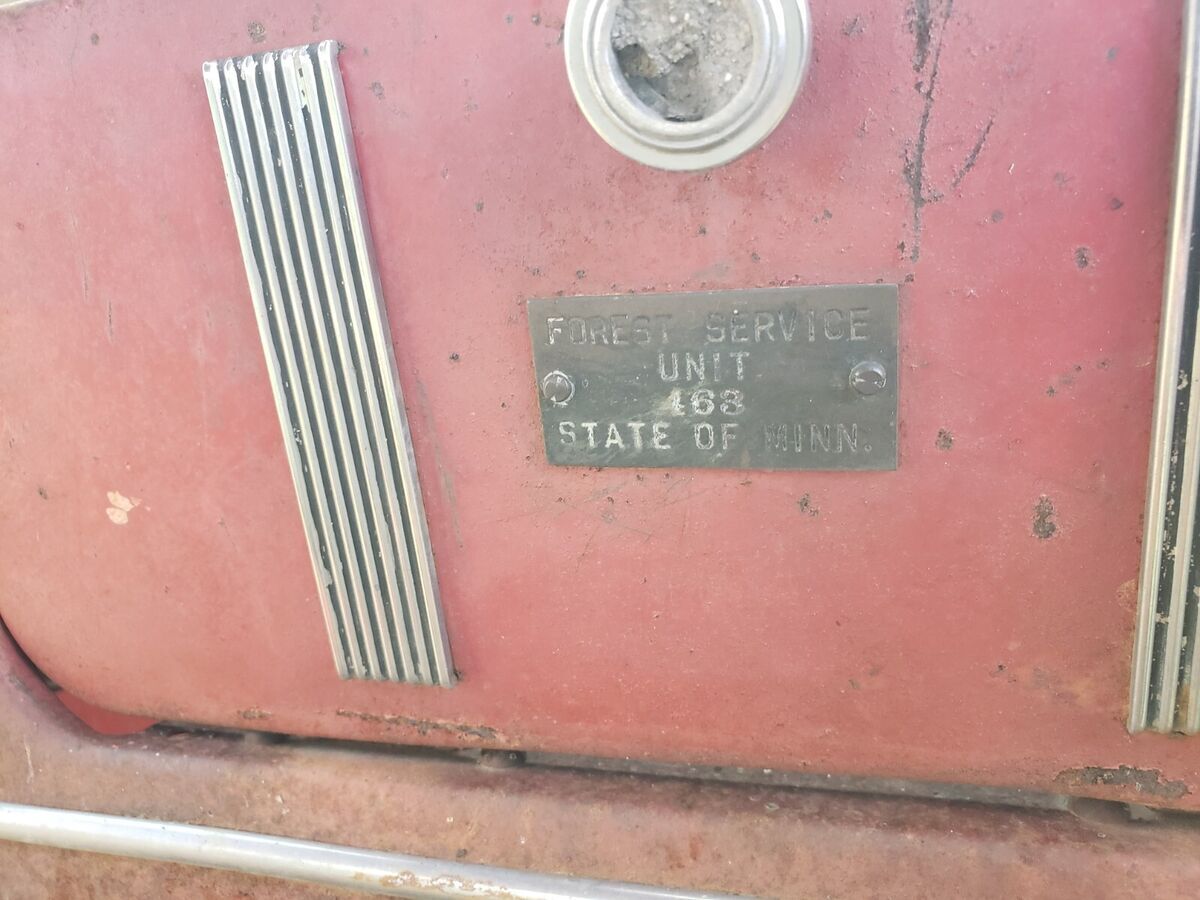 FOREST SERVICE
UNIT
463
STATE OF MINN.